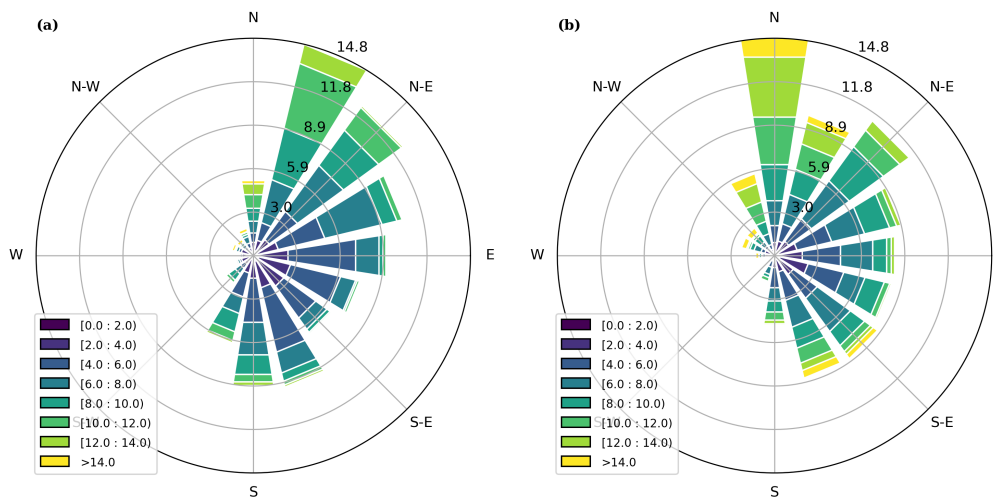 (a)
N
N-E
E
S-E
S
W
N-W
3.0
5.9
8.9
11.8
14.8
[0.0 : 2.0)
[2.0 : 4.0)
[4.0 : 6.0)
[6.0 : 8.0)
[8.0 : 10.0)
[10.0 : 12.0)
[12.0 : 14.0)
>14.0
(b)
N
N-E
E
S-E
S
W
N-W
3.0
5.9
8.9
11.8
14.8
[0.0 : 2.0)
[2.0 : 4.0)
[4.0 : 6.0)
[6.0 : 8.0)
[8.0 : 10.0)
[10.0 : 12.0)
[12.0 : 14.0)
>14.0